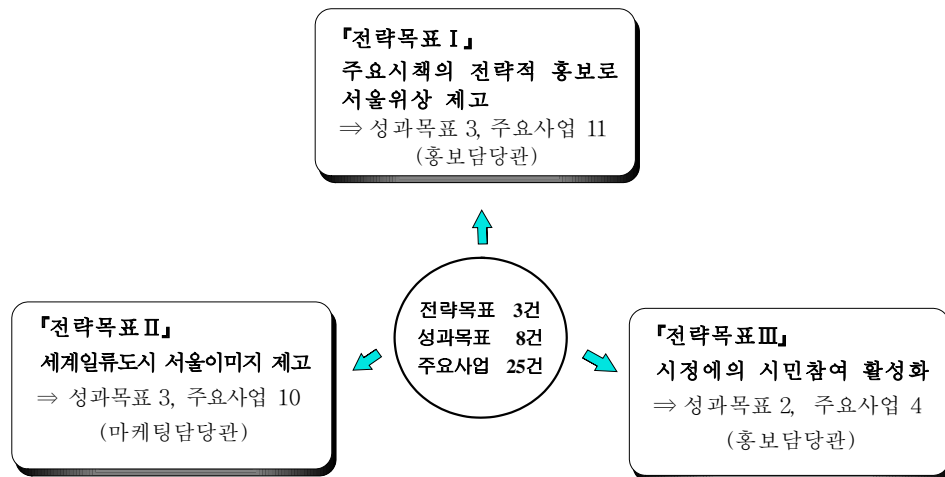 『전략목표Ⅰ』
주요시책의 전략적 홍보로
서울위상 제고
⇒ 성과목표 3, 주요사업 11
(홍보담당관)
전략목표 3건
성과목표 8건
주요사업 25건
『전략목표Ⅱ』
세계일류도시 서울이미지 제고
⇒ 성과목표 3, 주요사업 10
(마케팅담당관)
『전략목표Ⅲ』
시정에의 시민참여 활성화
⇒ 성과목표 2, 주요사업 4
(홍보담당관)